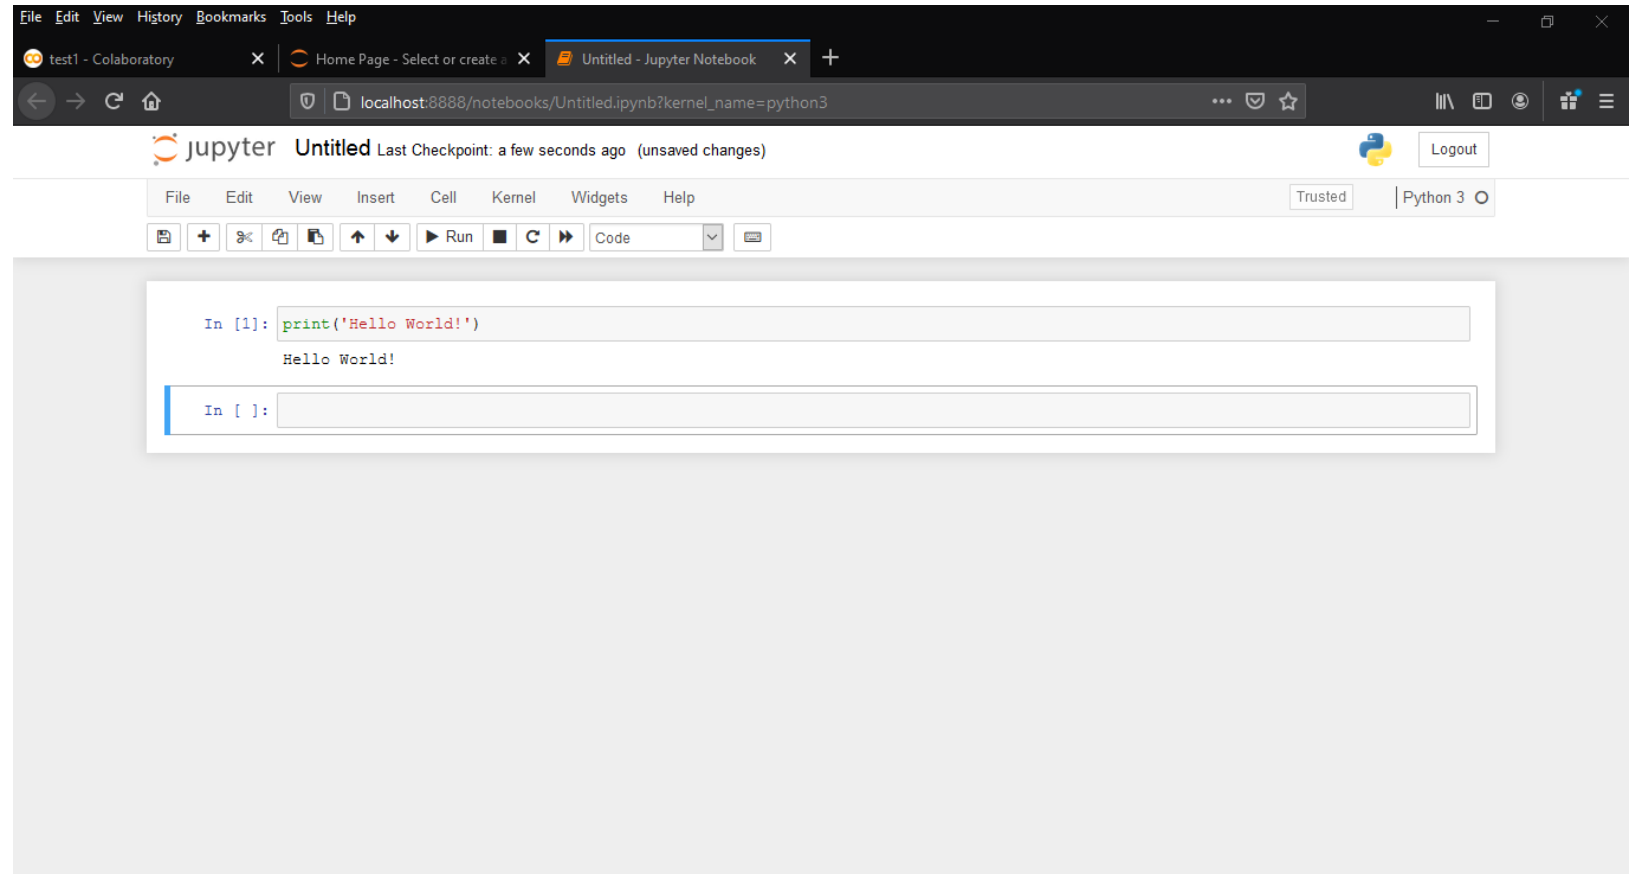 File Edit View History Bookmarks Tools Help
test1 - Colaboratory Home Page - Select or create a Untitled - Jupyter Notebook
localhost:8888/notebooks/Untitled.ipynb?kernel_name=python3
jupyter Untitled Last Checkpoint: a few seconds ago (unsaved changes) Logout
File Edit View Insert Cell Kernel Widgets Help Trusted Python 3
Run Code
In [1]: print('Hello World!')
Hello World!
In [ ]: